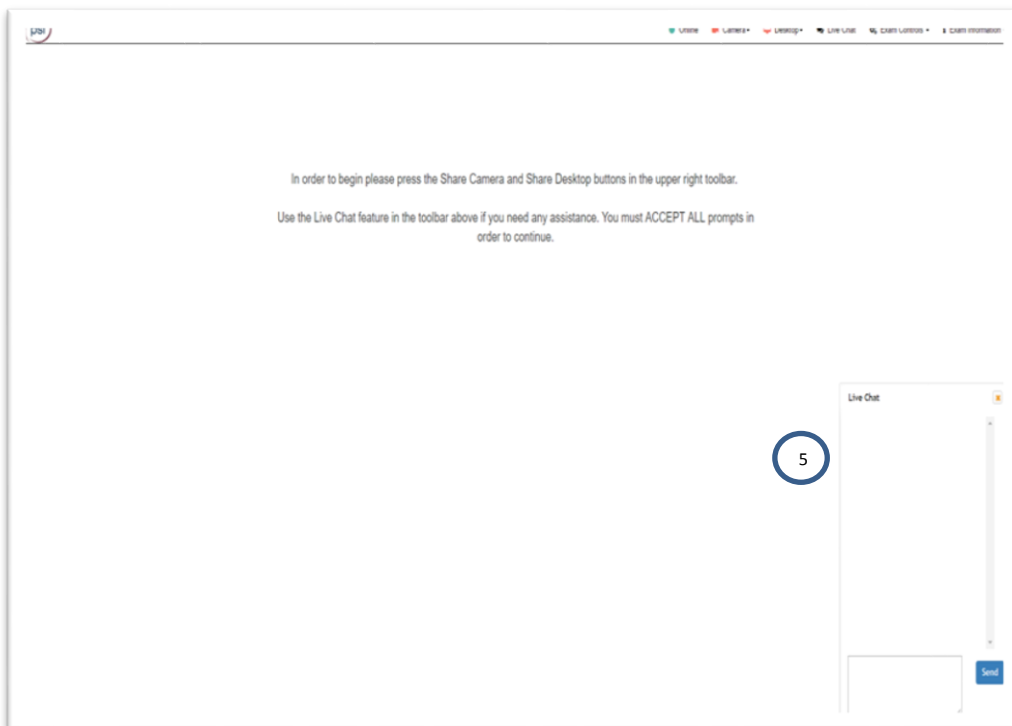 psi
Online Camera Desktop Live Chat Exam Controls Exam Information
In order to begin please press the Share Camera and Share Desktop buttons in the upper right toolbar.
Use the Live Chat feature in the toolbar above if you need any assistance. You must ACCEPT ALL prompts in
order to continue.
Live Chat
5
Send